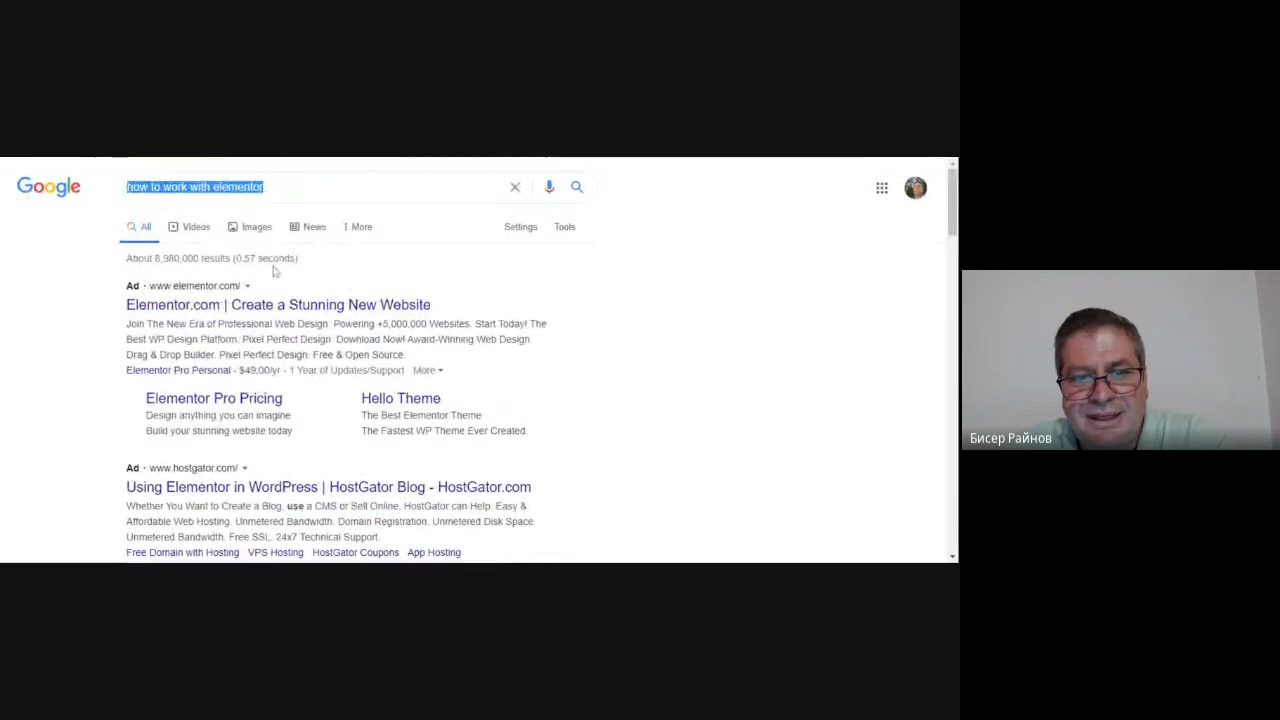 Google
how to work with elementor
All
Videos
Images
News
More
Settings
Tools
About 8,980,000 results (0.57 seconds)
Ad · www.elementor.com/
Elementor.com | Create a Stunning New Website
Join The New Era of Professional Web Design. Powering +5,000,000 Websites. Start Today! The
Best WP Design Platform. Pixel Perfect Design. Download Now! Award-Winning Web Design.
Drag & Drop Builder. Pixel Perfect Design. Free & Open Source.
Elementor Pro Personal - $49.00/yr - 1 Year of Updates/Support
More
Elementor Pro Pricing
Design anything you can imagine
Build your stunning website today
Hello Theme
The Best Elementor Theme
The Fastest WP Theme Ever Created.
Ad · www.hostgator.com/
Using Elementor in WordPress | HostGator Blog - HostGator.com
Whether You Want to Create a Blog, use a CMS or Sell Online, HostGator can Help. Easy &
Affordable Web Hosting. Unmetered Bandwidth. Domain Registration. Unmetered Disk Space.
Unmetered Bandwidth. Free SSL. 24x7 Technical Support.
Free Domain with Hosting
VPS Hosting
HostGator Coupons
App Hosting
Бисер Райнов